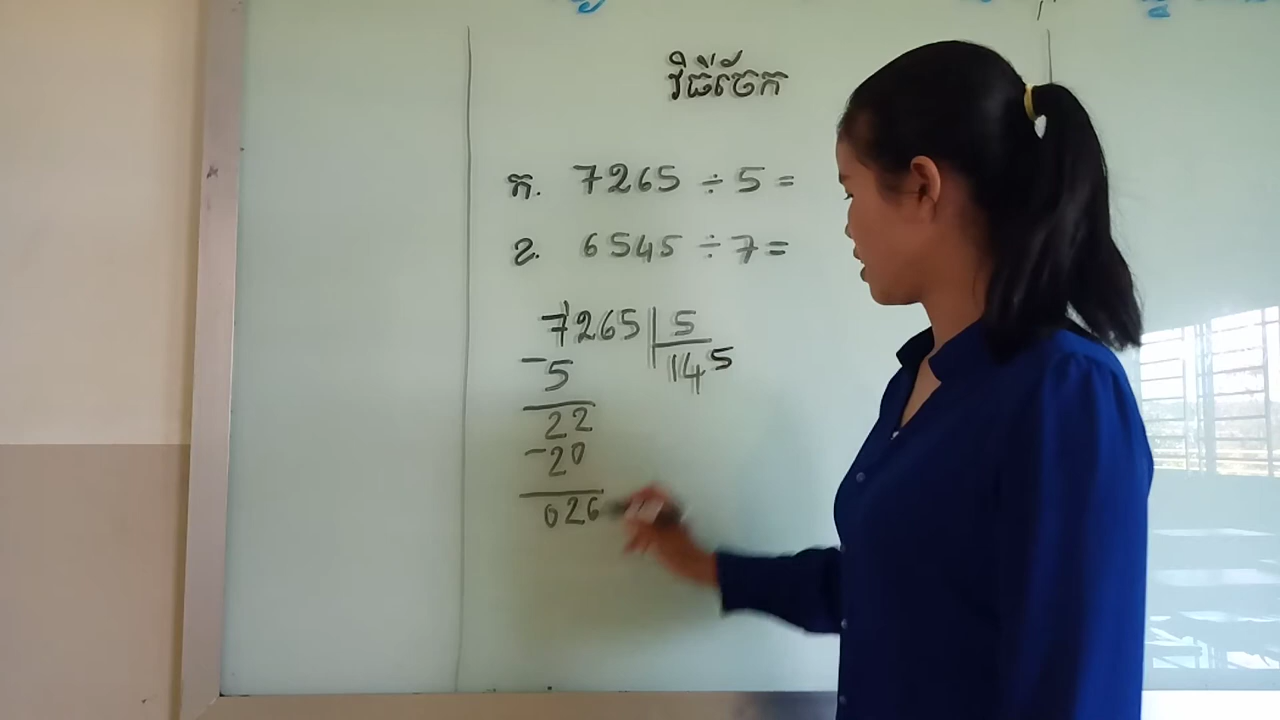 វិធីចែក
ក. 7265 ÷ 5 =
ខ. 6545 ÷ 7 =
7265 | 5
− 5 145
22
− 20
026